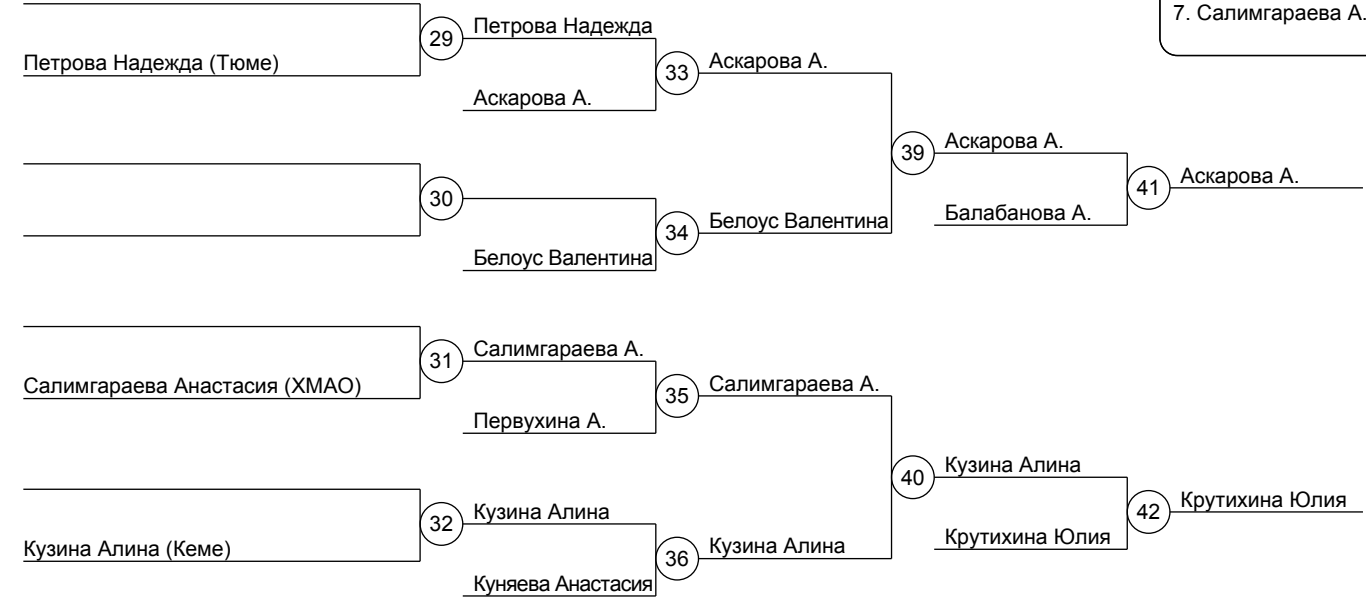 7. Салимгараева А.
29
Петрова Надежда
Петрова Надежда (Тюме)
33
Аскарова А.
Аскарова А.
39
Аскарова А.
41
Аскарова А.
30
Балабанова А.
34
Белоус Валентина
Белоус Валентина
31
Салимгараева А.
Салимгараева Анастасия (ХМАО)
35
Салимгараева А.
Первухина А.
40
Кузина Алина
42
Крутихина Юлия
32
Кузина Алина
Крутихина Юлия
Кузина Алина (Кеме)
36
Кузина Алина
Куняева Анастасия